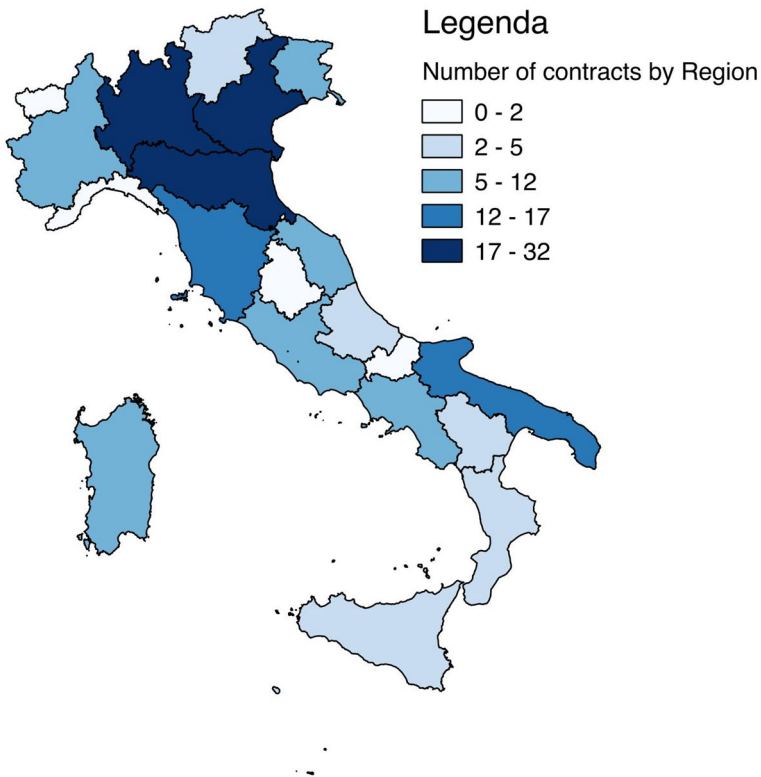 Legenda
Number of contracts by Region
0 - 2
2 - 5
5 - 12
12 - 17
17 - 32